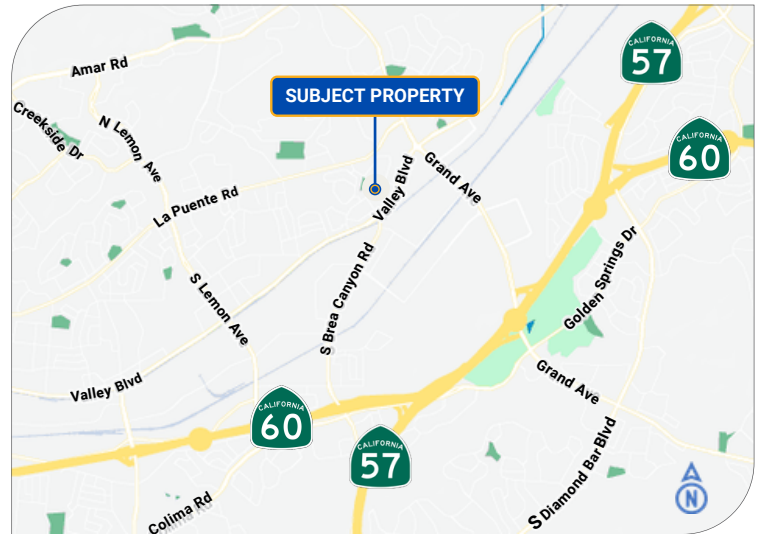 CALIFORNIA
57
Amar Rd
SUBJECT PROPERTY
Creekside Dr
N Lemon Ave
CALIFORNIA
60
Grand Ave
Valley Blvd
La Puente Rd
Golden Springs Dr
S Brea Canyon Rd
S Lemon Ave
Valley Blvd
Grand Ave
CALIFORNIA
60
CALIFORNIA
57
S Diamond Bar Blvd
Colima Rd
N